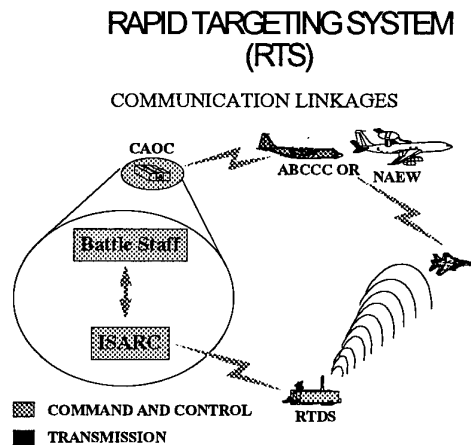 RAPID TARGETING SYSTEM
(RTS)
COMMUNICATION LINKAGES
CAOC
ABCCC OR
NAEW
Battle Staff
ISARC
RTDS
COMMAND AND CONTROL
TRANSMISSION